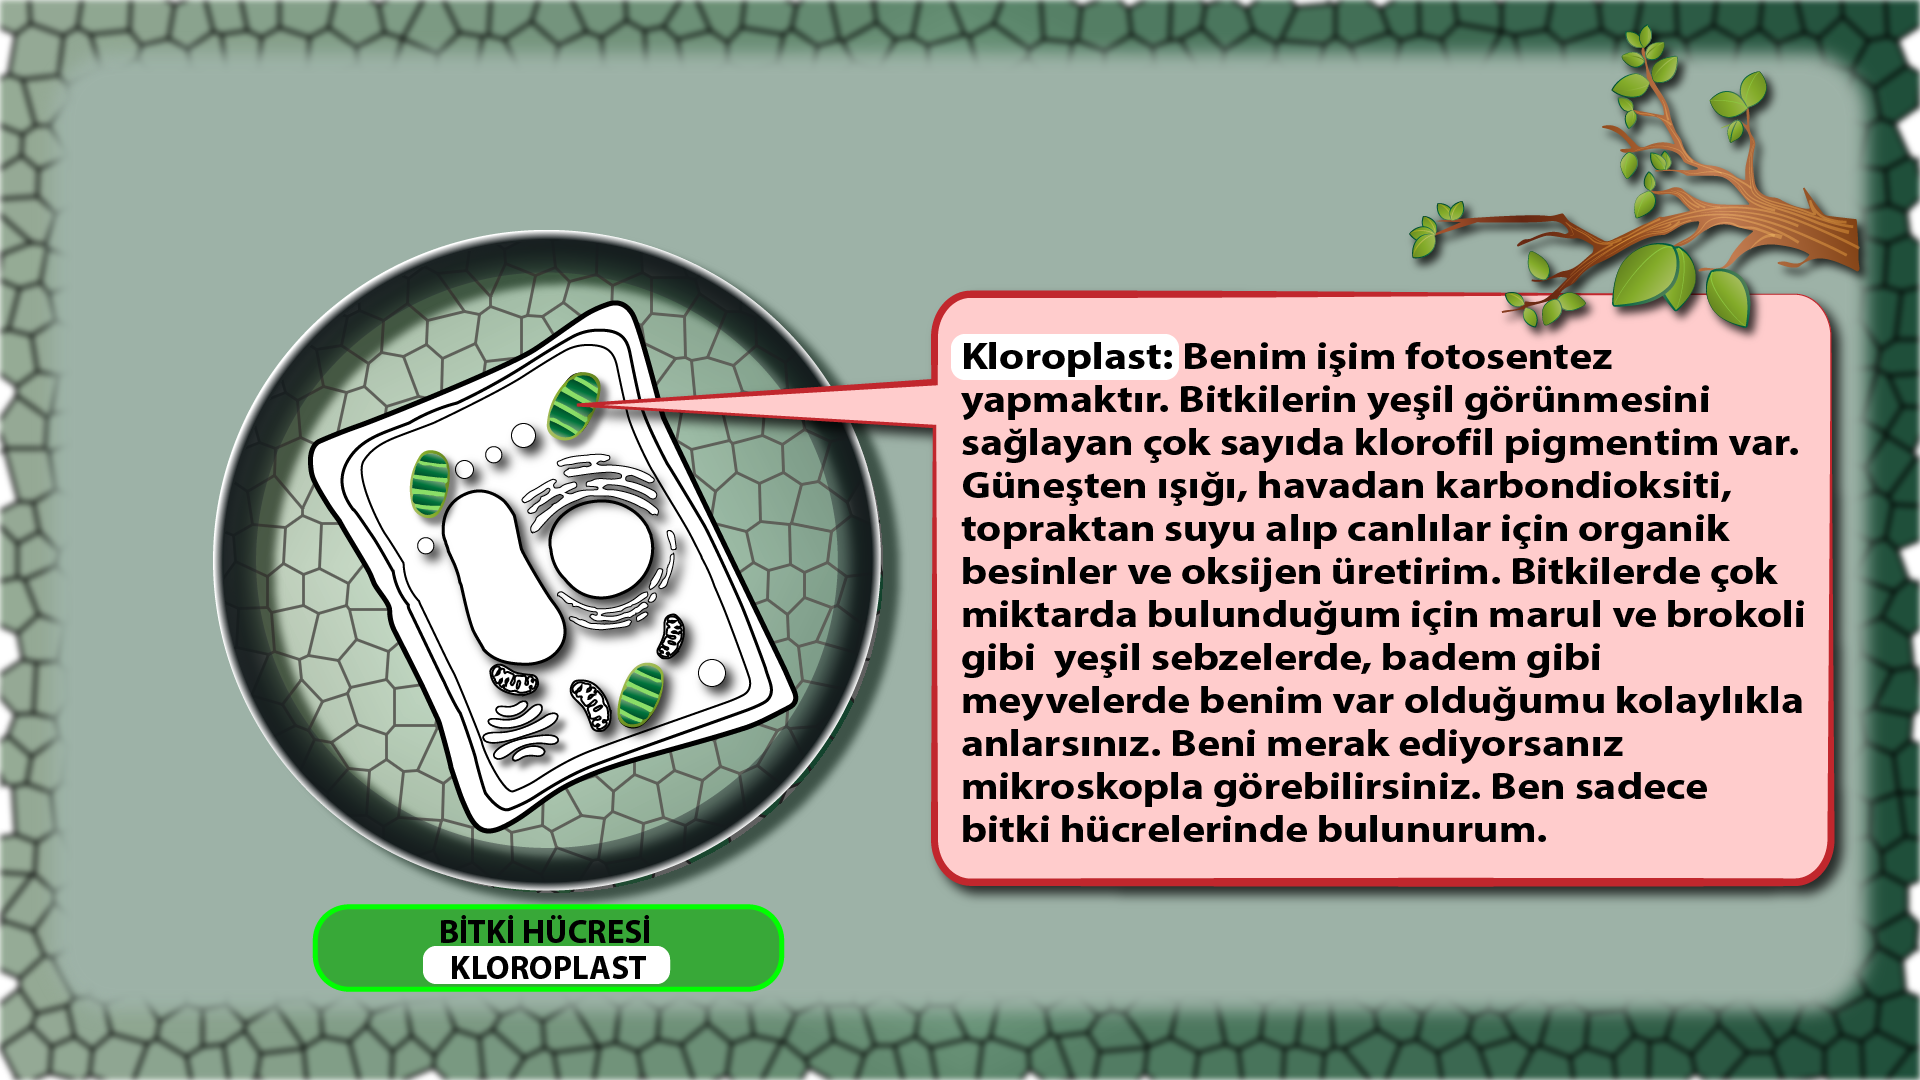 Kloroplast: Benim işim fotosentez
yapmaktır. Bitkilerin yeşil görünmesini
sağlayan çok sayıda klorofil pigmentim var.
Güneşten ışığı, havadan karbondioksiti,
topraktan suyu alıp canlılar için organik
besinler ve oksijen üretirim. Bitkilerde çok
miktarda bulunduğum için marul ve brokoli
gibi  yeşil sebzelerde, badem gibi
meyvelerde benim var olduğumu kolaylıkla
anlarsınız. Beni merak ediyorsanız
mikroskopla görebilirsiniz. Ben sadece
bitki hücrelerinde bulunurum.
BİTKİ HÜCRESİ
KLOROPLAST